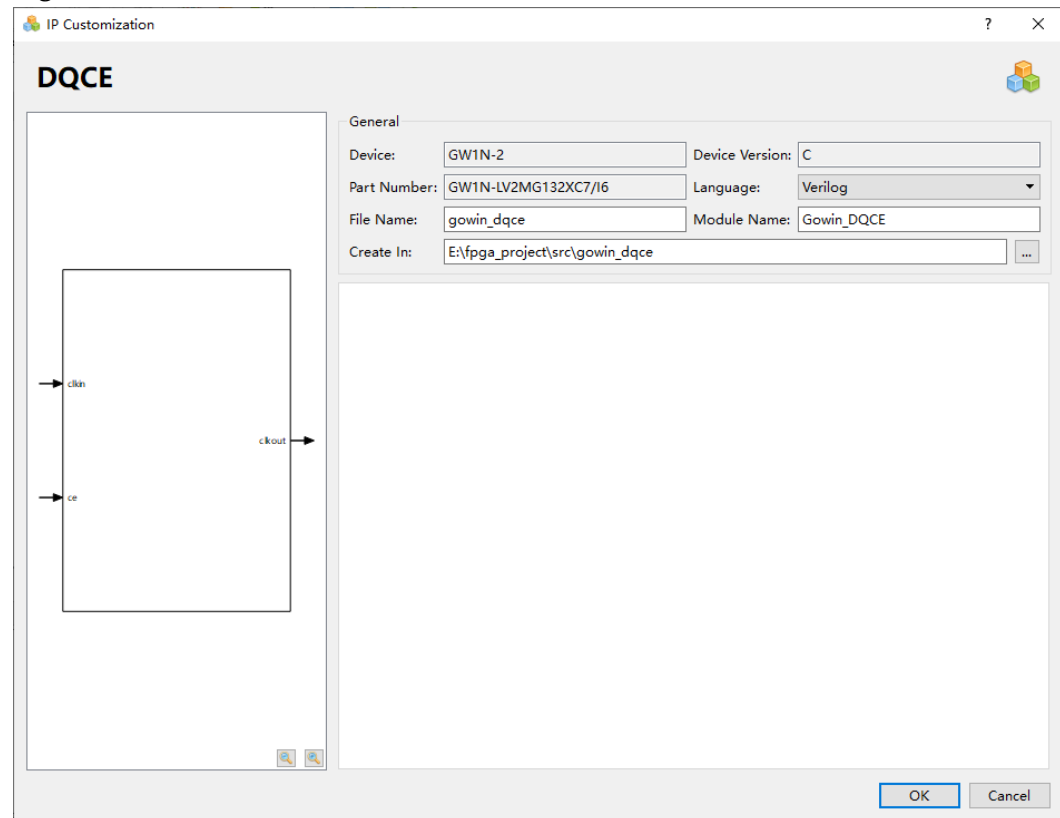 IP Customization ? ×
DQCE
General
Device: GW1N-2 Device Version: C
Part Number: GW1N-LV2MG132XC7/I6 Language: Verilog
File Name: gowin_dqce Module Name: Gowin_DQCE
Create In: E:\fpga_project\src\gowin_dqce ...
clkin
clkout
ce
OK Cancel